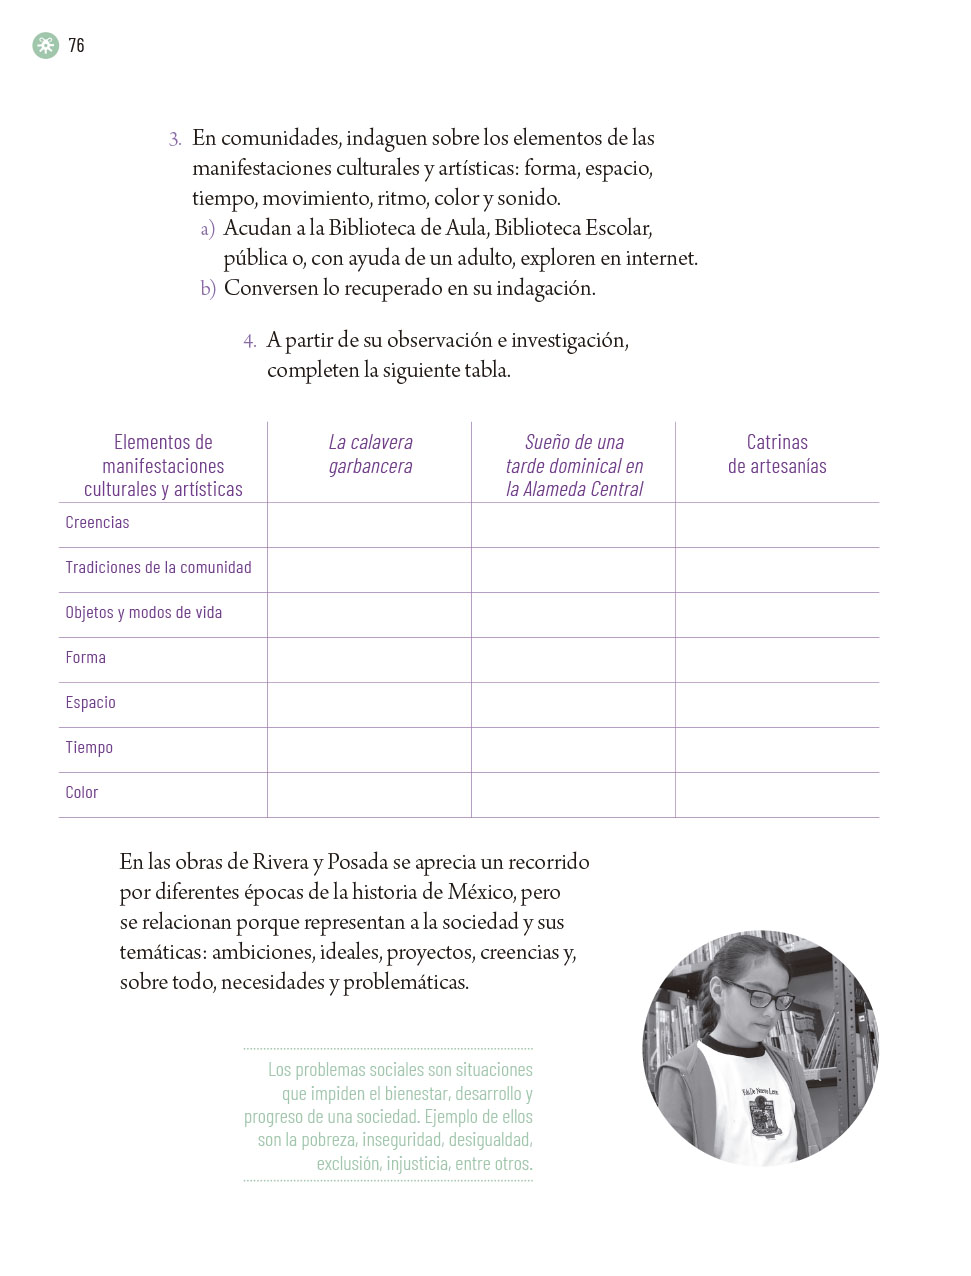 76
3. En comunidades, indaguen sobre los elementos de las
manifestaciones culturales y artísticas: forma, espacio,
tiempo, movimiento, ritmo, color y sonido.
a) Acudan a la Biblioteca de Aula, Biblioteca Escolar,
pública o, con ayuda de un adulto, exploren en internet.
b) Conversen lo recuperado en su indagación.
4. A partir de su observación e investigación,
completen la siguiente tabla.
Elementos de
manifestaciones
culturales y artísticas
La calavera
garbancera
Sueño de una
tarde dominical en
la Alameda Central
Catrinas
de artesanías
Creencias
Tradiciones de la comunidad
Objetos y modos de vida
Forma
Espacio
Tiempo
Color
En las obras de Rivera y Posada se aprecia un recorrido
por diferentes épocas de la historia de México, pero
se relacionan porque representan a la sociedad y sus
temáticas: ambiciones, ideales, proyectos, creencias y,
sobre todo, necesidades y problemáticas.
Los problemas sociales son situaciones
que impiden el bienestar, desarrollo y
progreso de una sociedad. Ejemplo de ellos
son la pobreza, inseguridad, desigualdad,
exclusión, injusticia, entre otros.
Edo. De Nuevo Leon